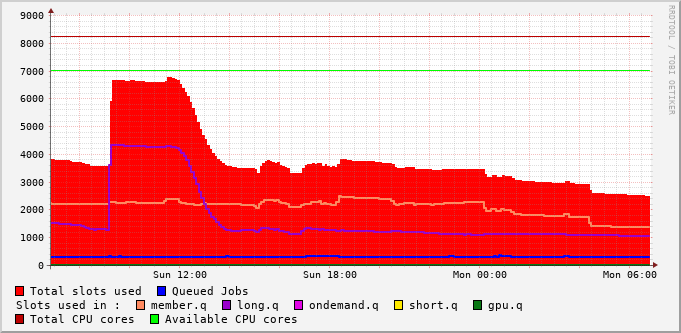 9000
8000
7000
6000
5000
4000
3000
2000
1000
0
Sun 12:00 Sun 18:00 Mon 00:00 Mon 06:00
Total slots used Queued Jobs
Slots used in : member.q long.q ondemand.q short.q gpu.q
Total CPU cores Available CPU cores
RRDTOOL / TOBI OETIKER